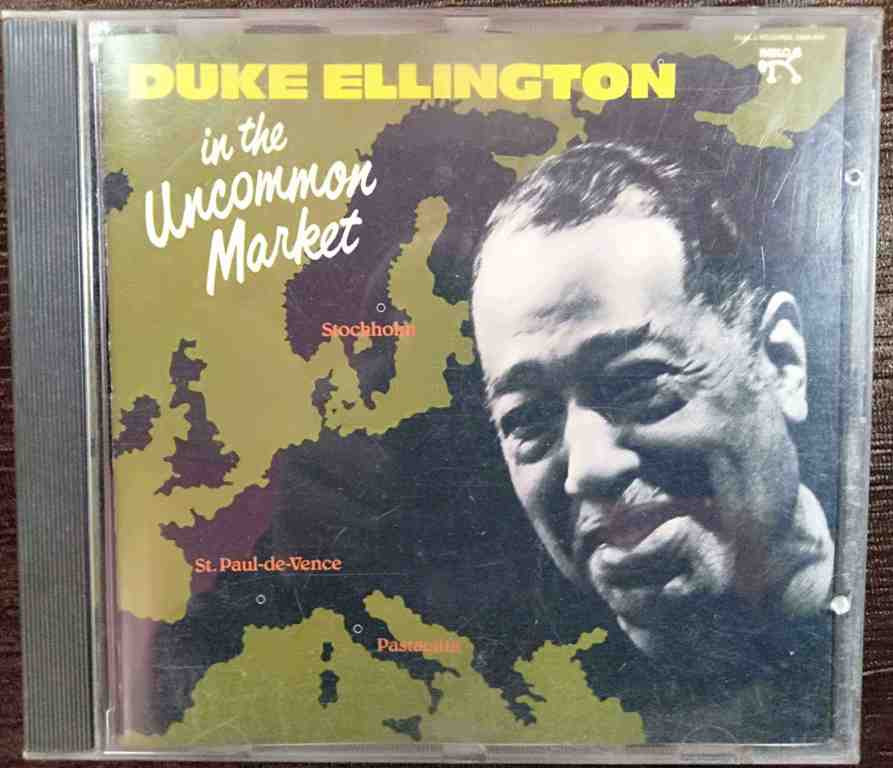 DUKE ELLINGTON
in the
Uncommon
Market
Stockholm
St. Paul-de-Vence